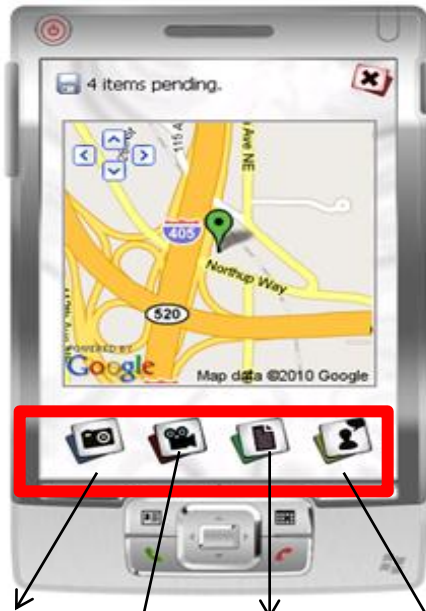 4 items pending.
115 A
Ave NE
405
Northup Way
520
POWERED BY
Google
Map data ©2010 Google